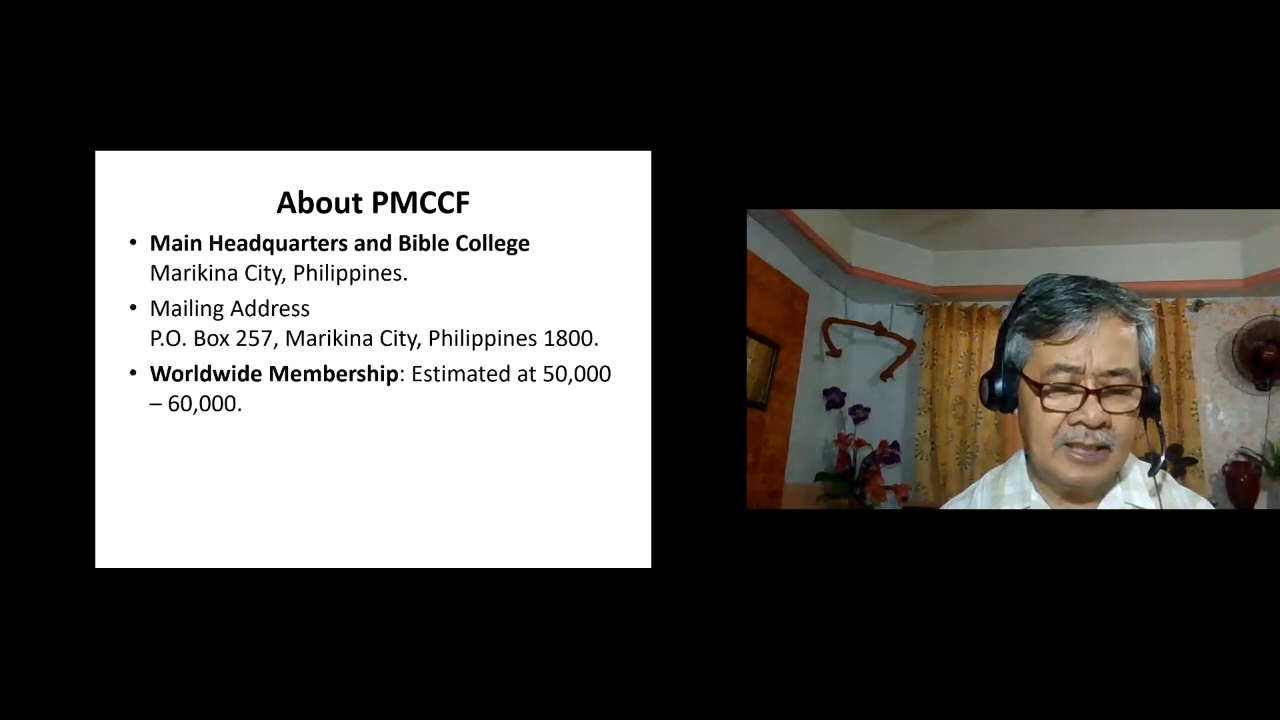 About PMCCF
• Main Headquarters and Bible College
Marikina City, Philippines.
• Mailing Address
P.O. Box 257, Marikina City, Philippines 1800.
• Worldwide Membership: Estimated at 50,000
– 60,000.